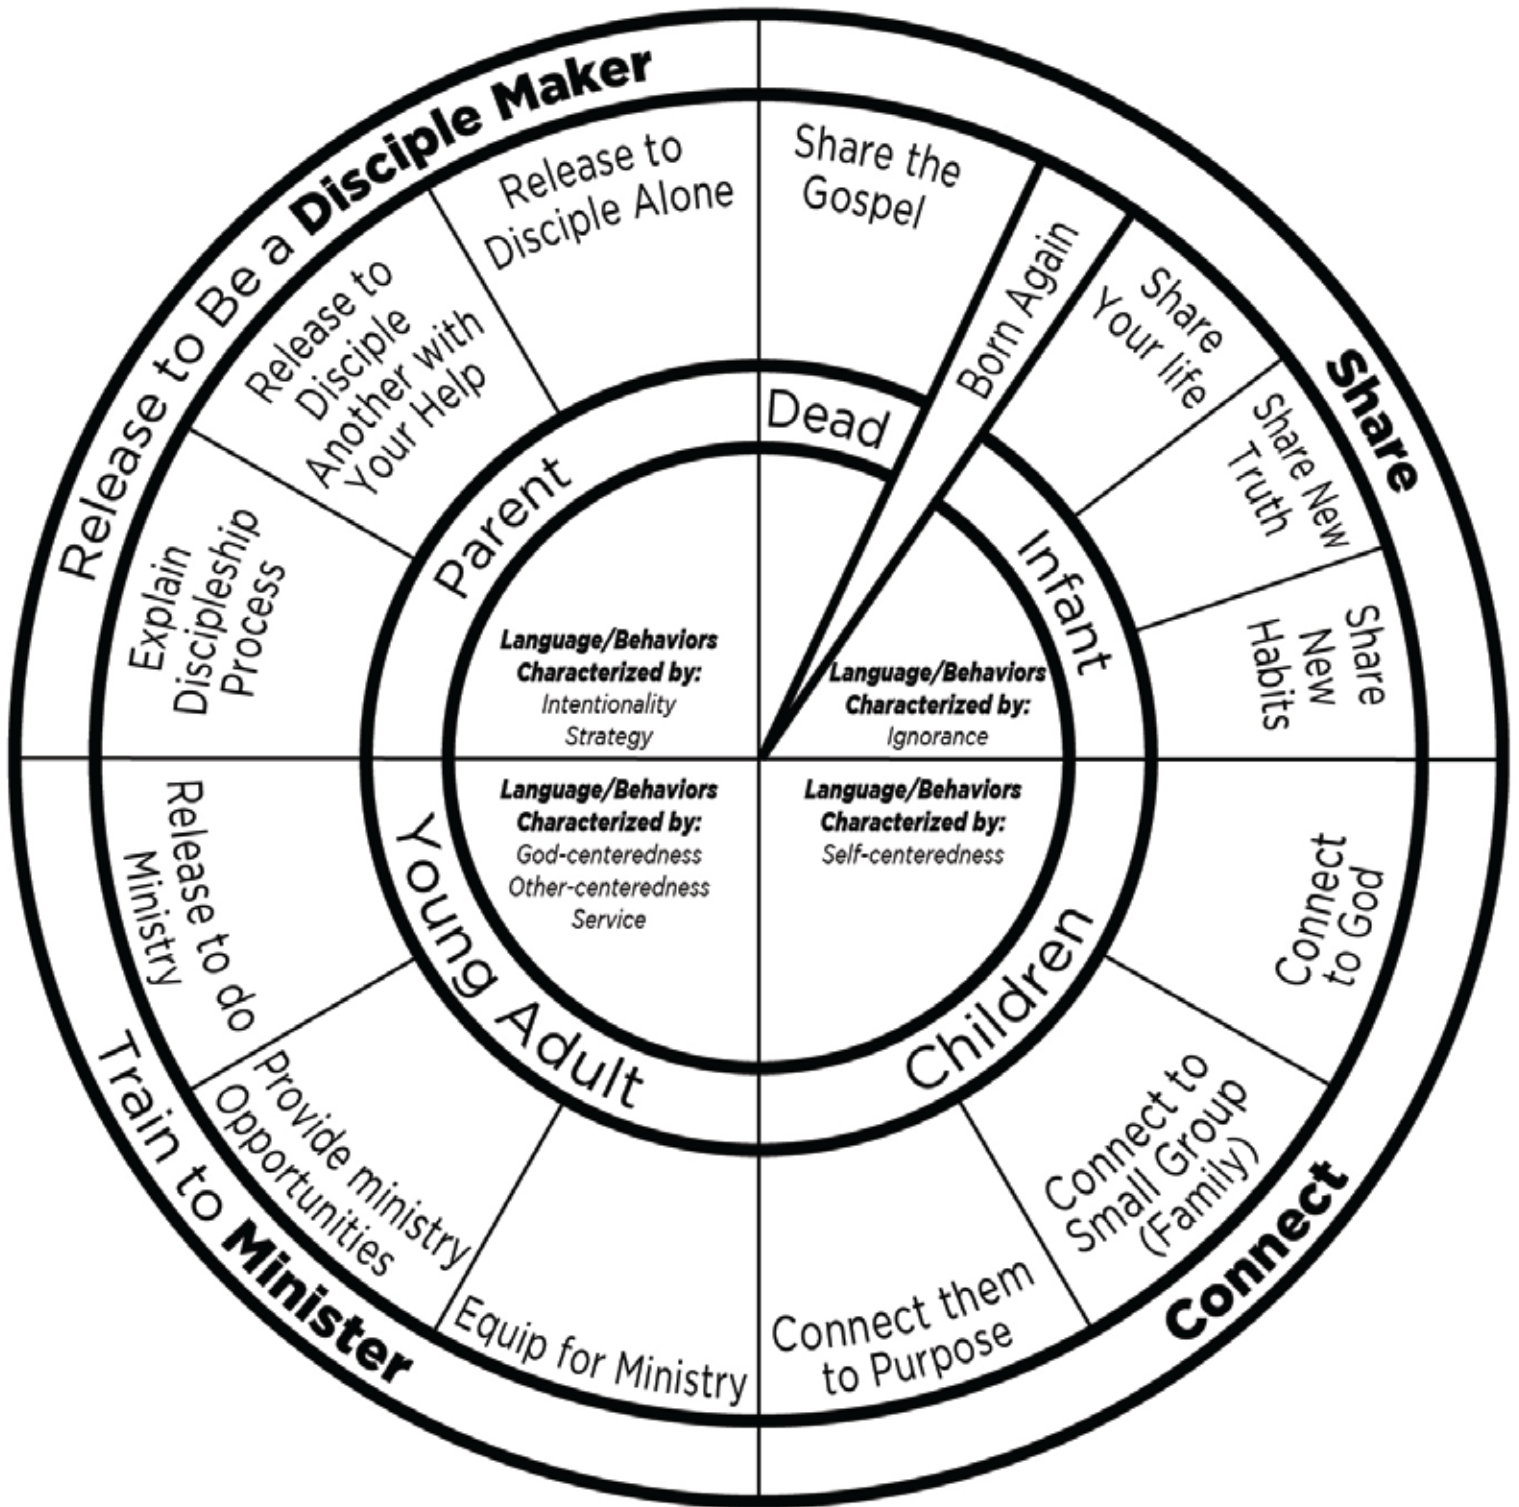 Release to Be a Disciple Maker
Share
Connect
Train to Minister
Share the
Gospel
Born Again
Share
Your life
Share New
Truth
Share
New
Habits
Connect
to God
Connect to
Small Group
(Family)
Connect them
to Purpose
Equip for Ministry
Provide ministry
Opportunities
Release to do
Ministry
Explain
Discipleship
Process
Release to
Disciple
Another with
Your Help
Release to
Disciple Alone
Dead
Infant
Children
Young Adult
Parent
Language/Behaviors
Characterized by:
Intentionality
Strategy
Language/Behaviors
Characterized by:
Ignorance
Language/Behaviors
Characterized by:
God-centeredness
Other-centeredness
Service
Language/Behaviors
Characterized by:
Self-centeredness